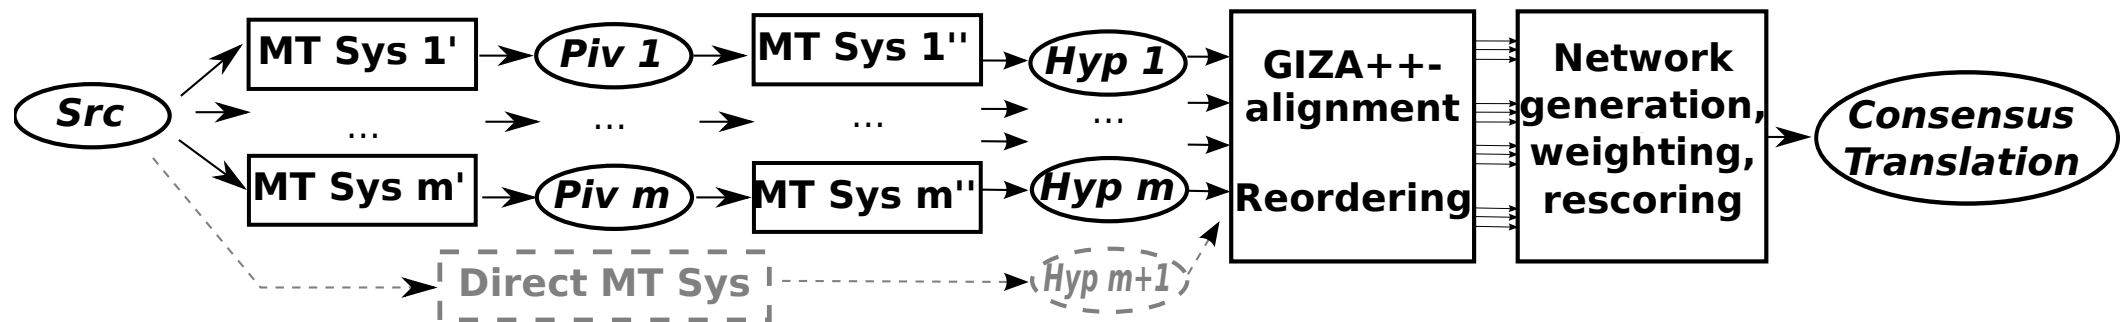 MT Sys 1'
Piv 1
MT Sys 1''
Hyp 1
GIZA++-
alignment
Reordering
Network
generation,
weighting,
rescoring
Src
...
...
...
...
Consensus
Translation
MT Sys m'
Piv m
MT Sys m''
Hyp m
Direct MT Sys
Hyp m+1